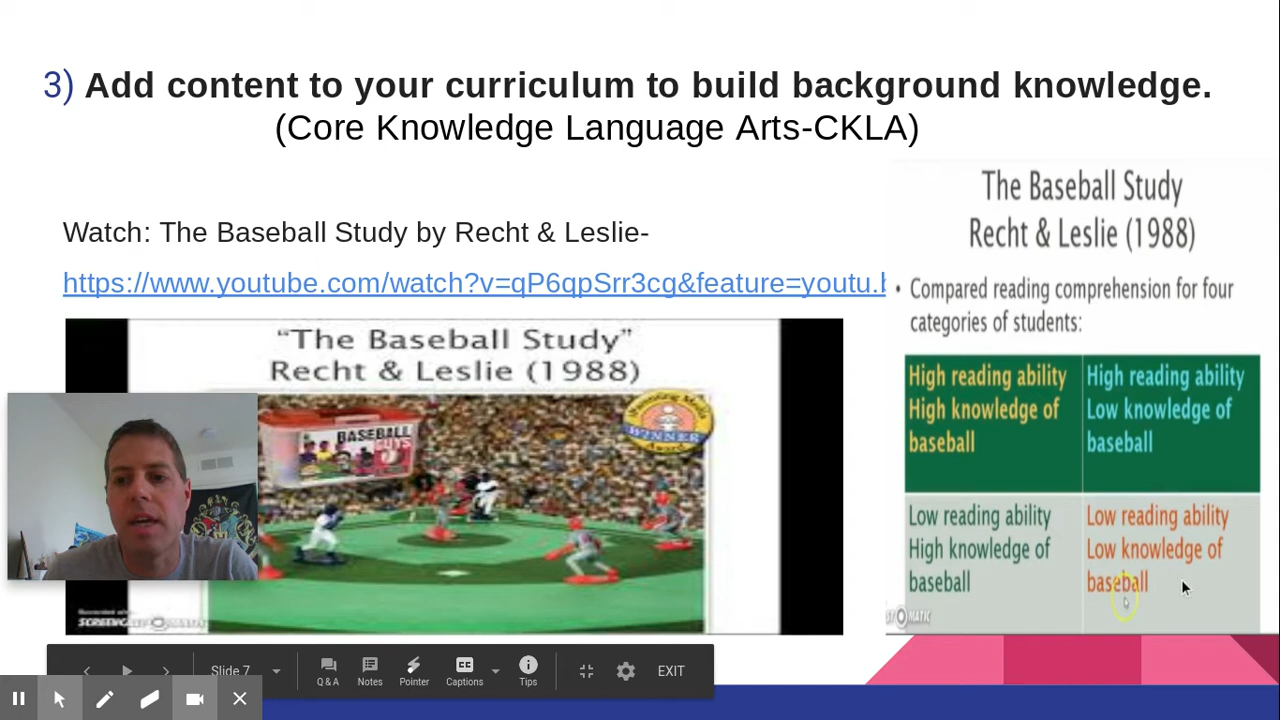 3) Add content to your curriculum to build background knowledge.
(Core Knowledge Language Arts-CKLA)
Watch: The Baseball Study by Recht & Leslie-
https://www.youtube.com/watch?v=qP6qpSrr3cg&feature=youtu.b
"The Baseball Study"
Recht & Leslie (1988)
BASEBALL
GUYS
WINNER
The Baseball Study
Recht & Leslie (1988)
• Compared reading comprehension for four
categories of students:
High reading ability
High knowledge of
baseball
High reading ability
Low knowledge of
baseball
Low reading ability
High knowledge of
baseball
Low reading ability
Low knowledge of
baseball
Slide 7
Q & A
Notes
Pointer
CC
Captions
Tips
EXIT